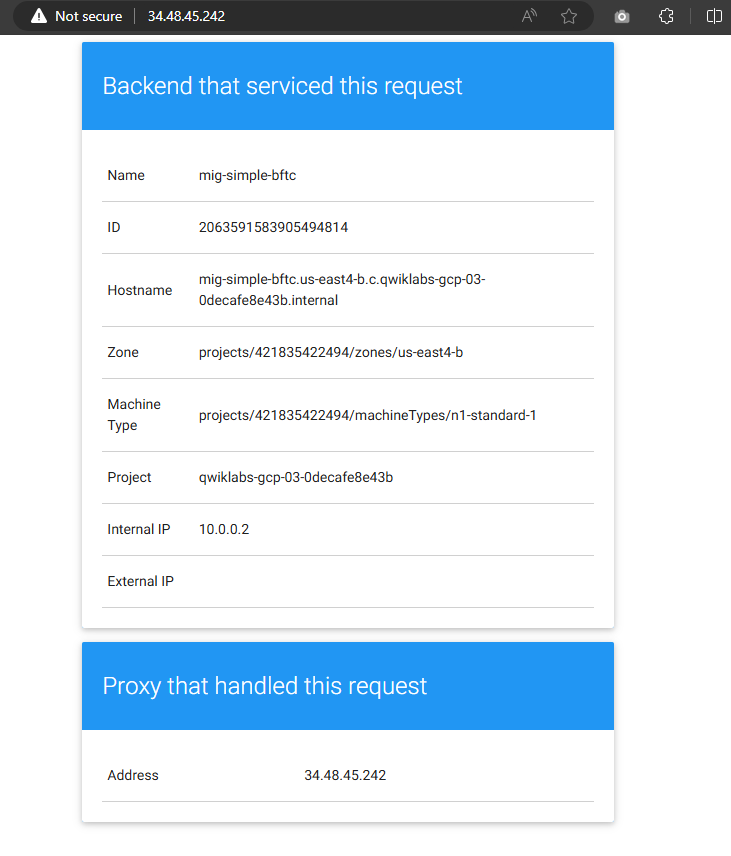 Not secure 34.48.45.242
Backend that serviced this request
Name mig-simple-bftc
ID 2063591583905494814
Hostname mig-simple-bftc.us-east4-b.c.qwiklabs-gcp-03-
0decafe8e43b.internal
Zone projects/421835422494/zones/us-east4-b
Machine
Type projects/421835422494/machineTypes/n1-standard-1
Project qwiklabs-gcp-03-0decafe8e43b
Internal IP 10.0.0.2
External IP
Proxy that handled this request
Address 34.48.45.242